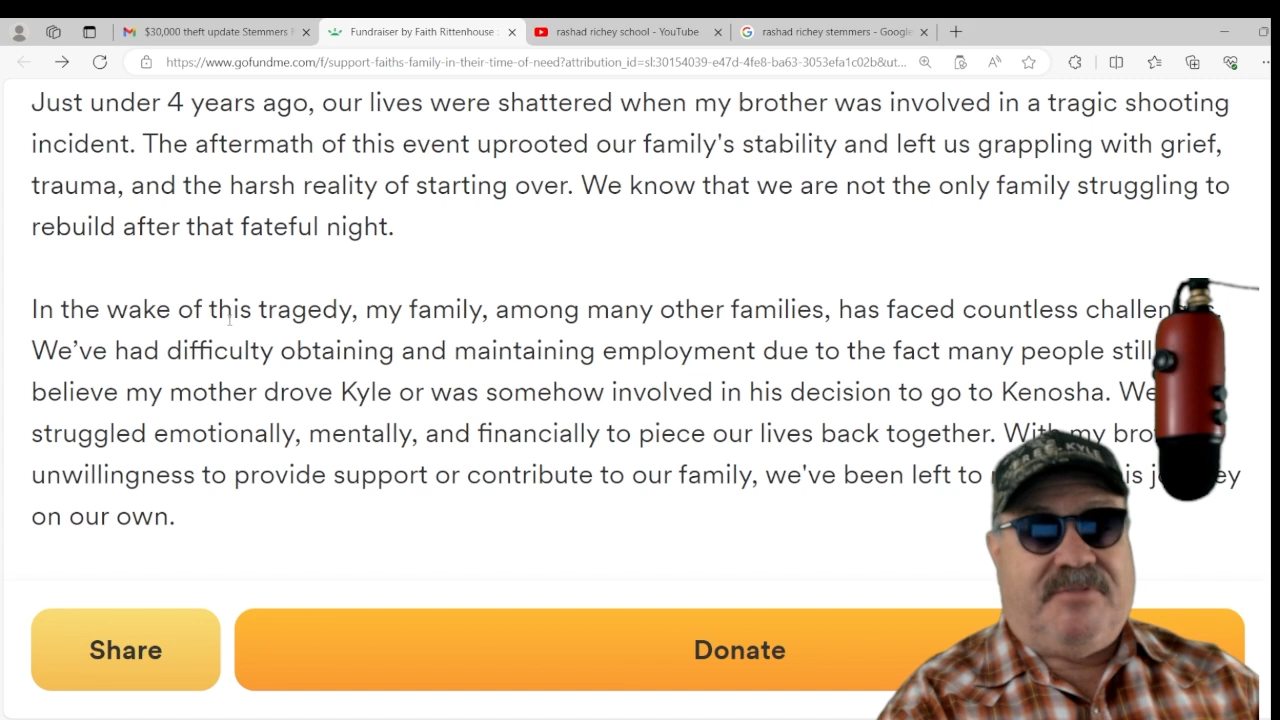 $30,000 theft update Stemmers
Fundraiser by Faith Rittenhouse :
rashad richey school - YouTube
rashad richey stemmers - Google
https://www.gofundme.com/f/support-faiths-family-in-their-time-of-need?attribution_id=sl:30154039-e47d-4fe8-ba63-3053efa1c02b&ut...
Just under 4 years ago, our lives were shattered when my brother was involved in a tragic shooting
incident. The aftermath of this event uprooted our family's stability and left us grappling with grief,
trauma, and the harsh reality of starting over. We know that we are not the only family struggling to
rebuild after that fateful night.
In the wake of this tragedy, my family, among many other families, has faced countless
We've had difficulty obtaining and maintaining employment due to the fact many people still
believe my mother drove Kyle or was somehow involved in his decision to go to Kenosha.
struggled emotionally, mentally, and financially to piece our lives back together. With my
unwillingness to provide support or contribute to our family, we've been left to
on our own.
Share
Donate
KYLE